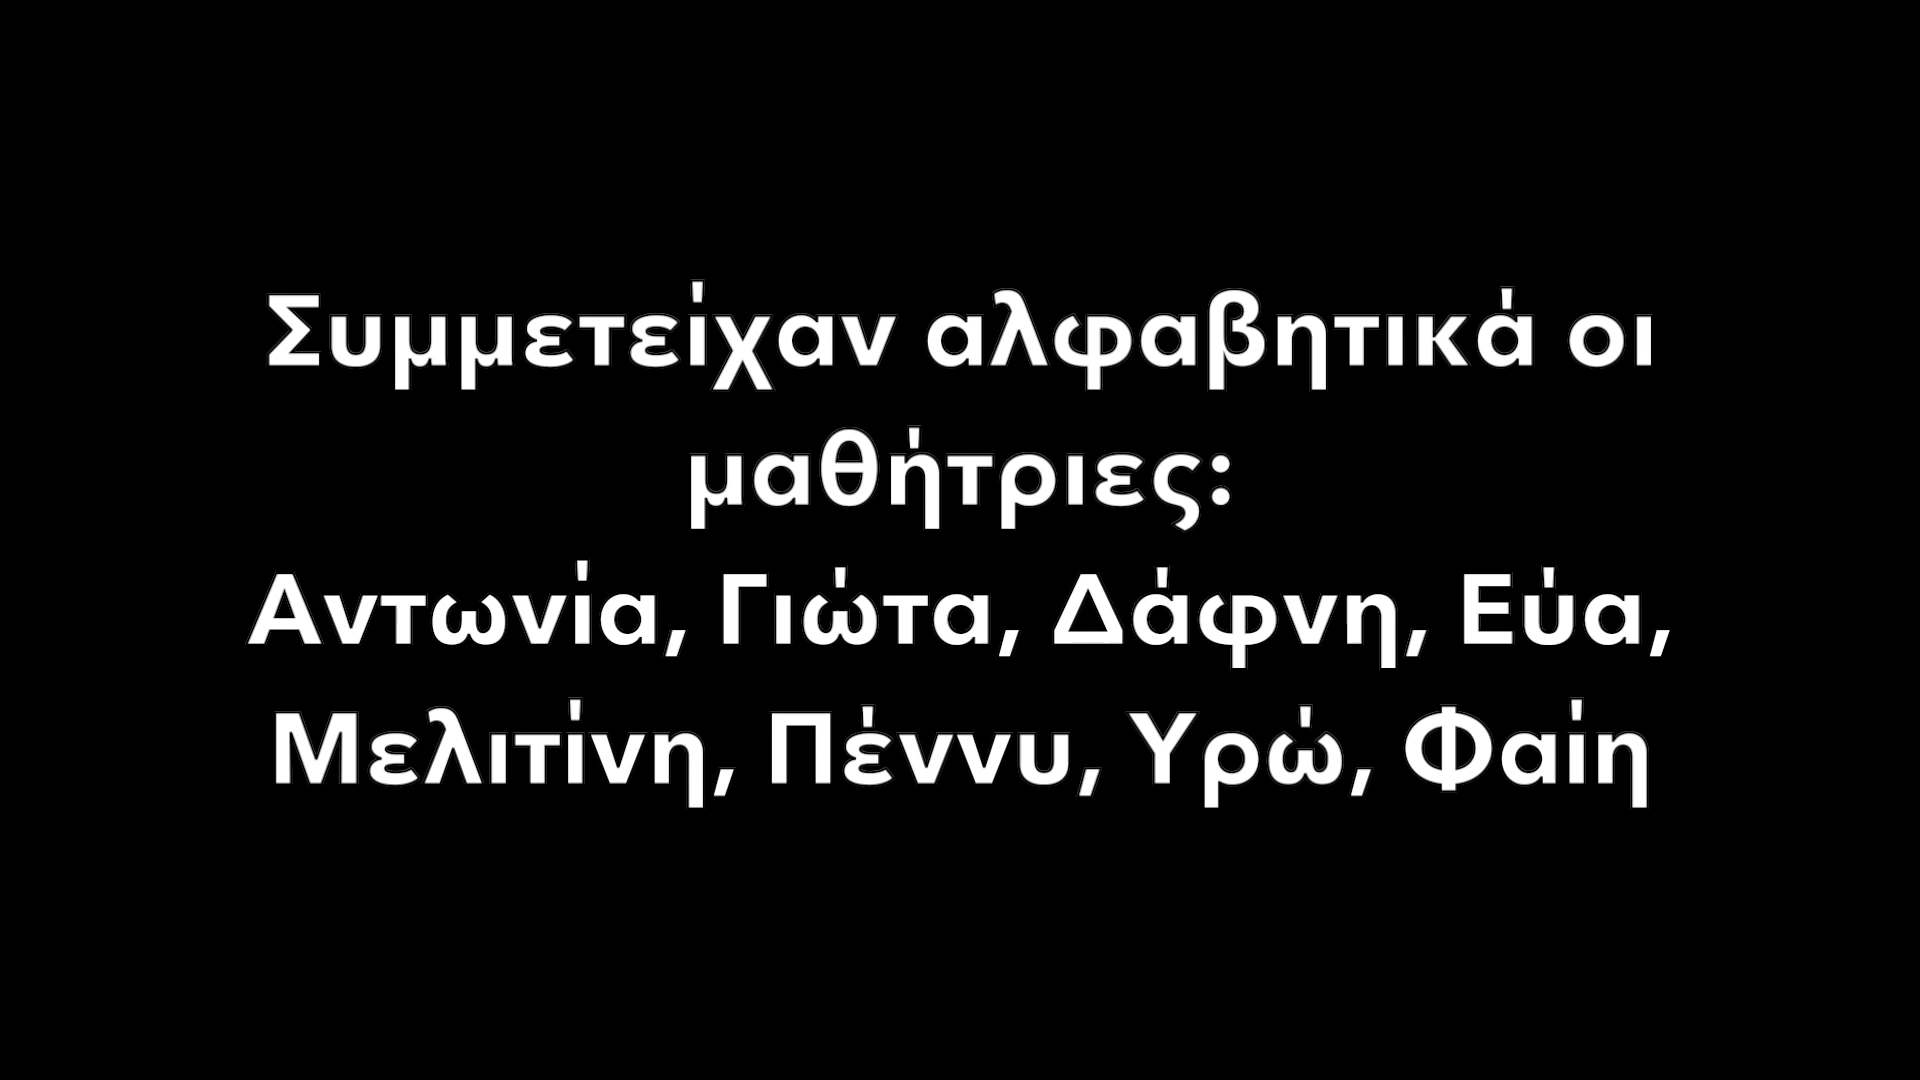 Συμμετείχαν αλφαβητικά οι
μαθήτριες:
Αντωνία, Γιώτα, Δάφνη, Εύα,
Μελιτίνη, Πέννυ, Υρώ, Φαίη